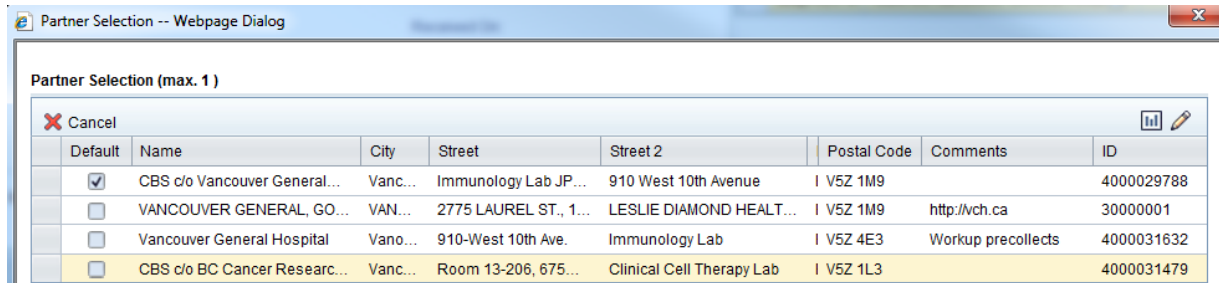 Partner Selection -- Webpage Dialog
Partner Selection (max. 1 )
Cancel
Default Name City Street Street 2 Postal Code Comments ID
CBS c/o Vancouver General... Vanc... Immunology Lab JP... 910 West 10th Avenue V5Z 1M9 4000029788
VANCOUVER GENERAL, GO... VAN... 2775 LAUREL ST., 1... LESLIE DIAMOND HEALT... V5Z 1M9 http://vch.ca 30000001
Vancouver General Hospital Vano... 910-West 10th Ave. Immunology Lab V5Z 4E3 Workup precollects 4000031632
CBS c/o BC Cancer Researc... Vanc... Room 13-206, 675... Clinical Cell Therapy Lab V5Z 1L3 4000031479